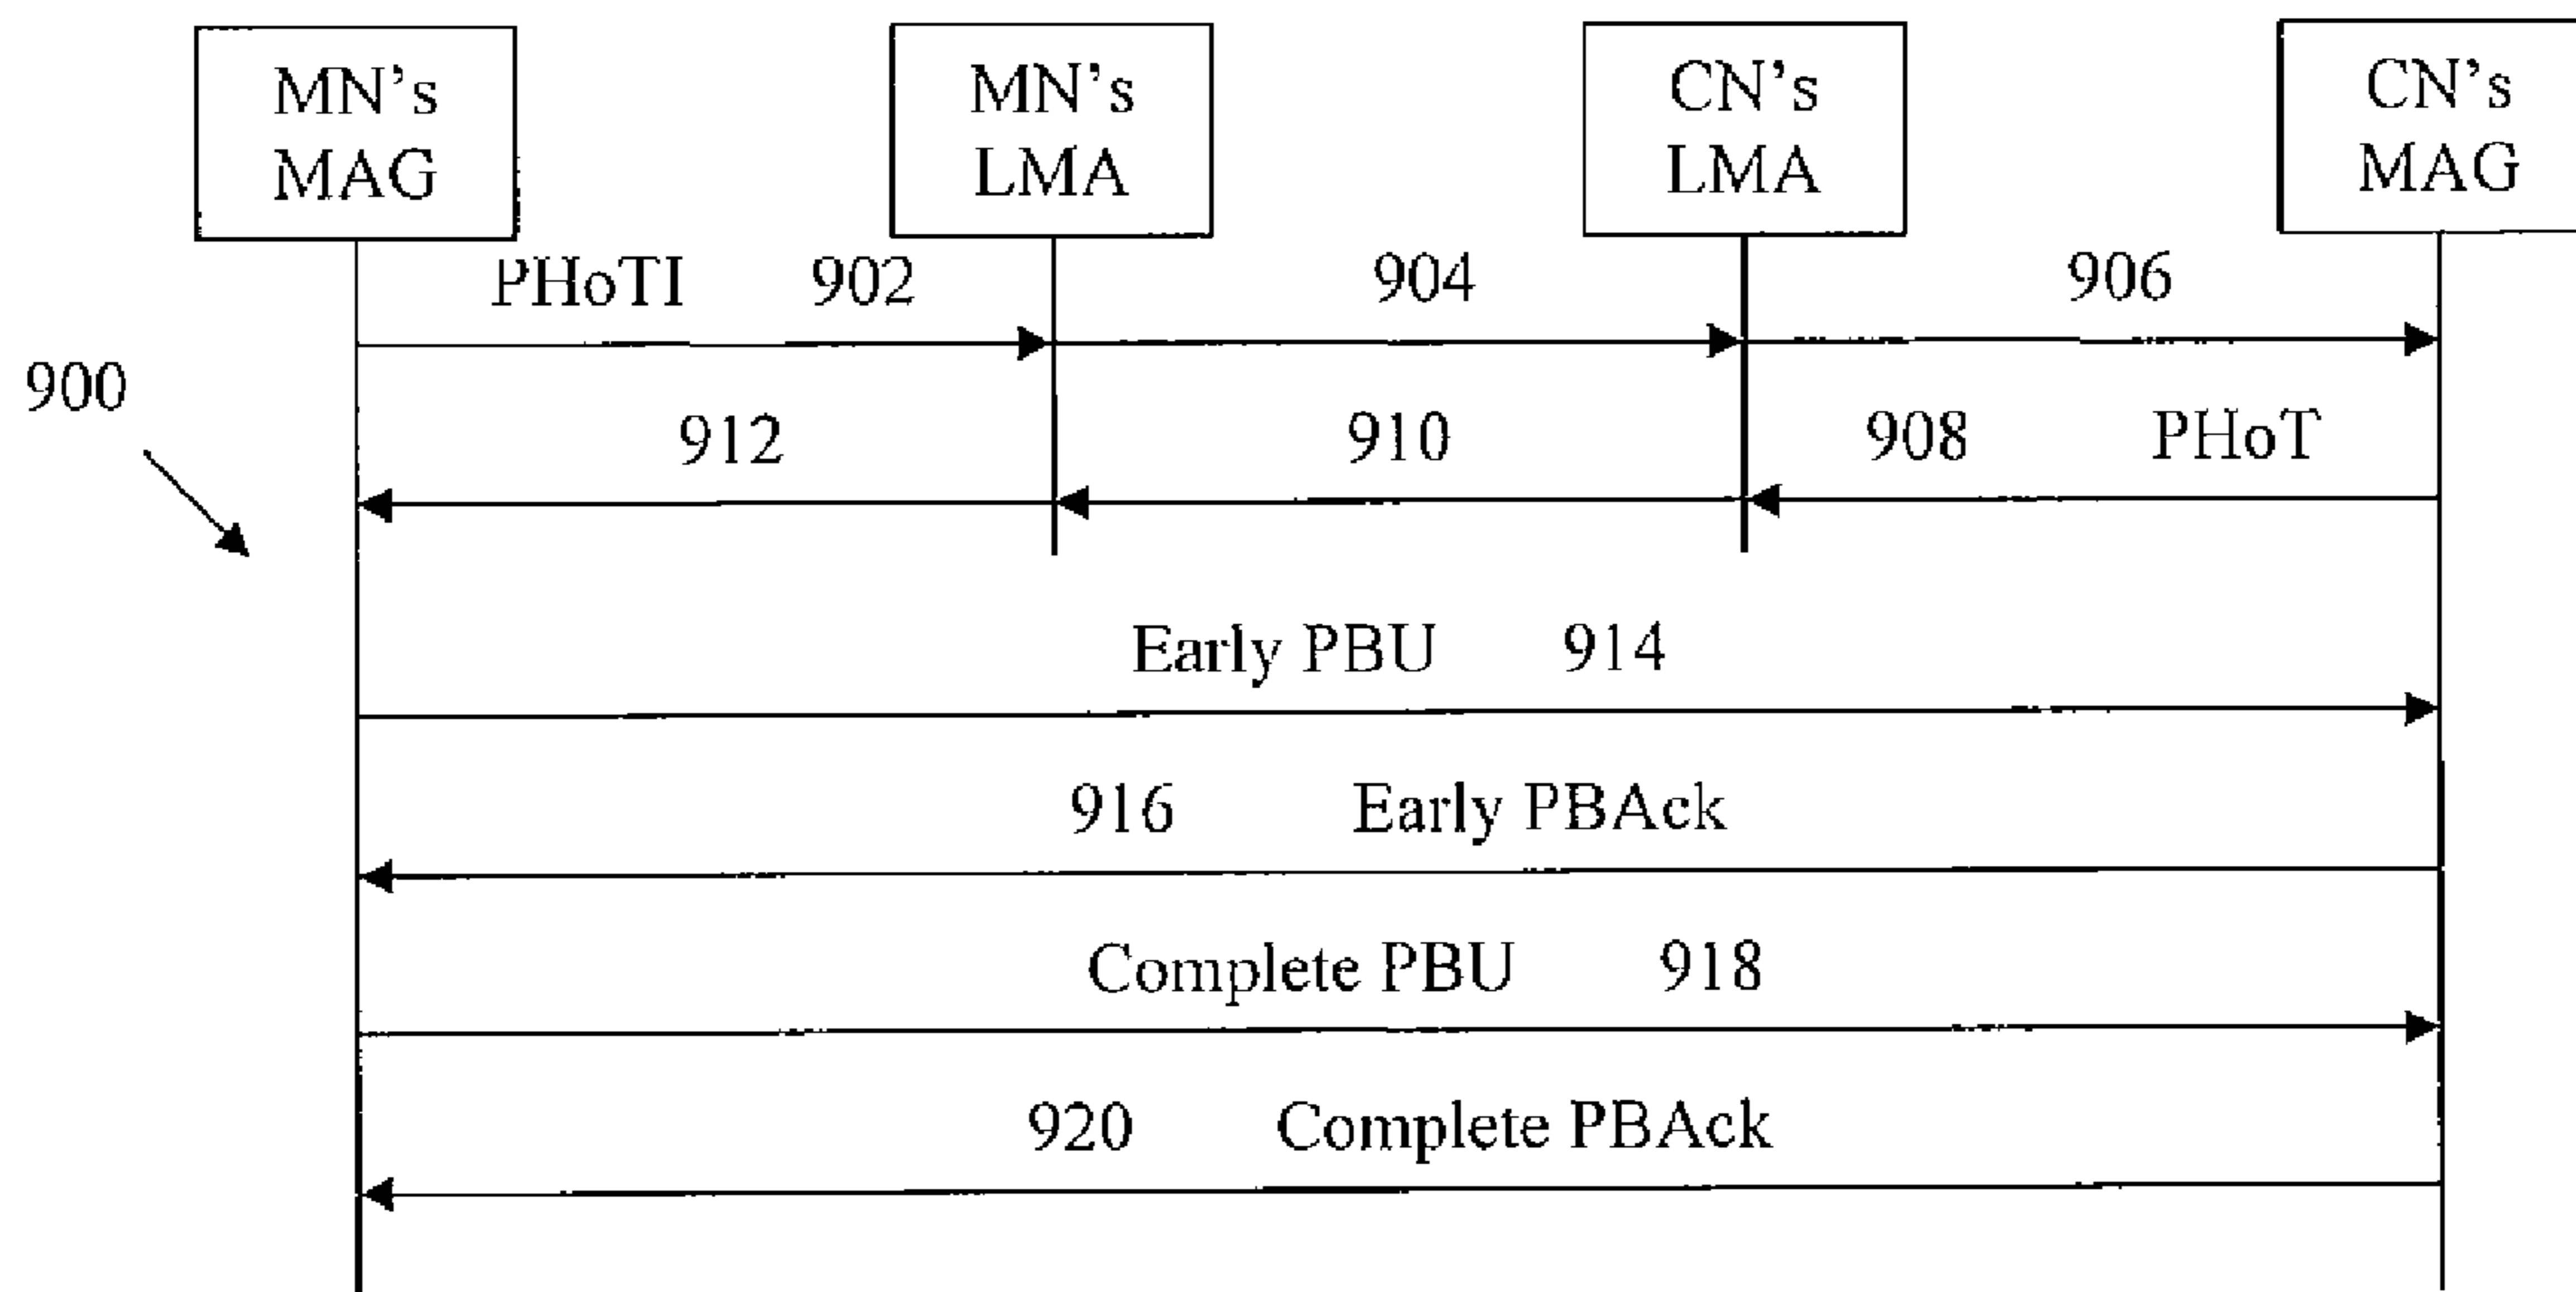 MN's
MAG
MN's
LMA
CN's
LMA
CN's
MAG
PHoTI 902 904 906
900
912 910 908 PHoT
Early PBU 914
916 Early PBAck
Complete PBU 918
920 Complete PBAck